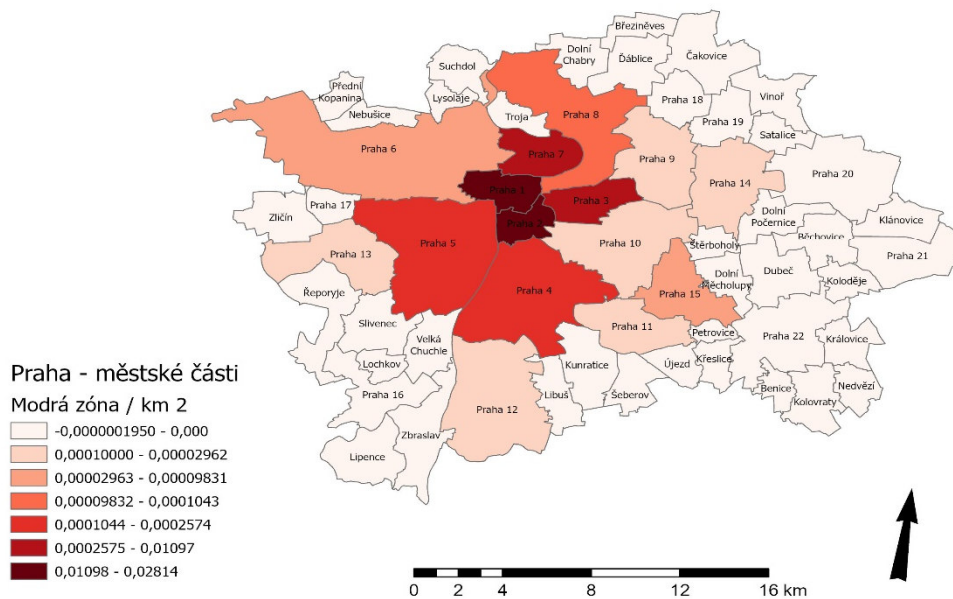 Březiněves
Dolní
Chabry
Ďáblice
Čakovice
Suchdol
Přední
Kopanina
Lysolaje
Nebušice
Troja
Praha 8
Praha 18
Vinoř
Praha 19
Satalice
Praha 6
Praha 7
Praha 9
Praha 20
Praha 14
Praha 1
Praha 3
Praha 17
Zličín
Praha 2
Dolní
Počernice
Klánovice
Běchovice
Praha 5
Praha 10
Štěrboholy
Praha 21
Praha 13
Dolní
Měcholupy
Dubeč
Koloděje
Řeporyje
Praha 4
Praha 15
Slivenec
Praha 11
Petrovice
Praha 22
Královice
Velká
Chuchle
Lochkov
Kunratice
Újezd
Křeslice
Praha 16
Praha 12
Libuš
Šeberov
Benice
Nedvězí
Kolovraty
Zbraslav
Lipence
Praha - městské části
Modrá zóna / km 2
-0,0000001950 - 0,000
0,00010000 - 0,00002962
0,00002963 - 0,00009831
0,00009832 - 0,0001043
0,0001044 - 0,0002574
0,0002575 - 0,01097
0,01098 - 0,02814
0 2 4 8 12 16 km